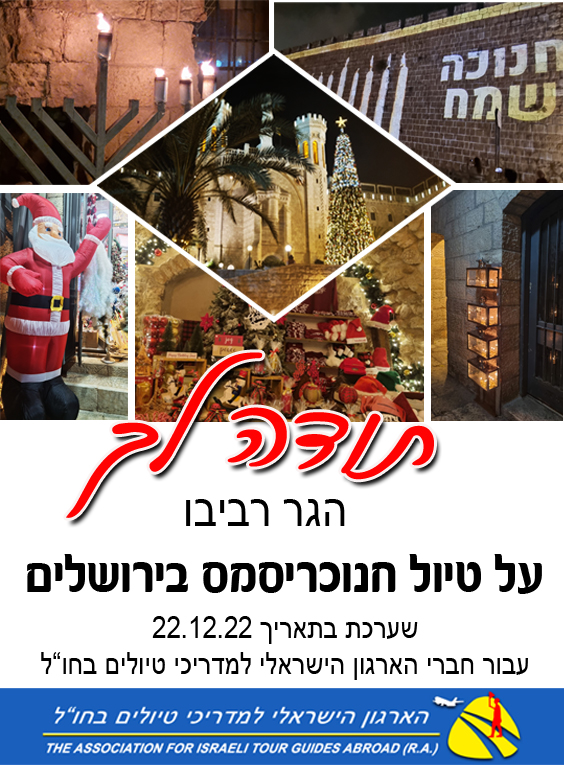 חנוכה
שמח
תודה לך
הגר רביבו
על טיול חנוכריסמס בירושלים
שערכת בתאריך 22.12.22
עבור חברי הארגון הישראלי למדריכי טיולים בחו"ל
הארגון הישראלי למדריכי טיולים בחו"ל
THE ASSOCIATION FOR ISRAELI TOUR GUIDES ABROAD (R.A.)